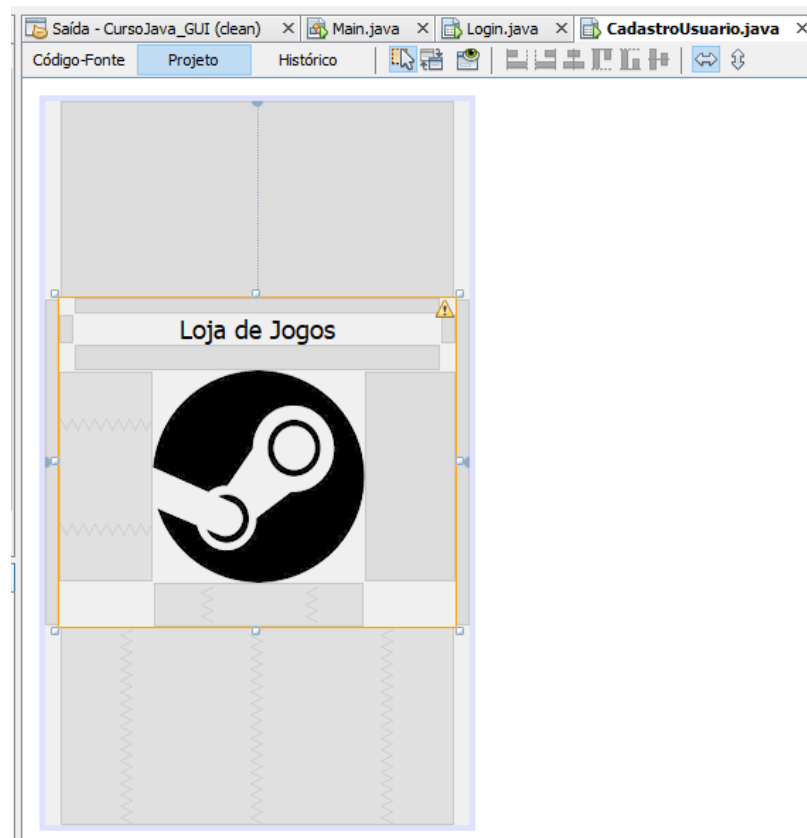 Saída - CursoJava_GUI (clean) Main.java Login.java CadastroUsuario.java
Código-Fonte Projeto Histórico
Loja de Jogos